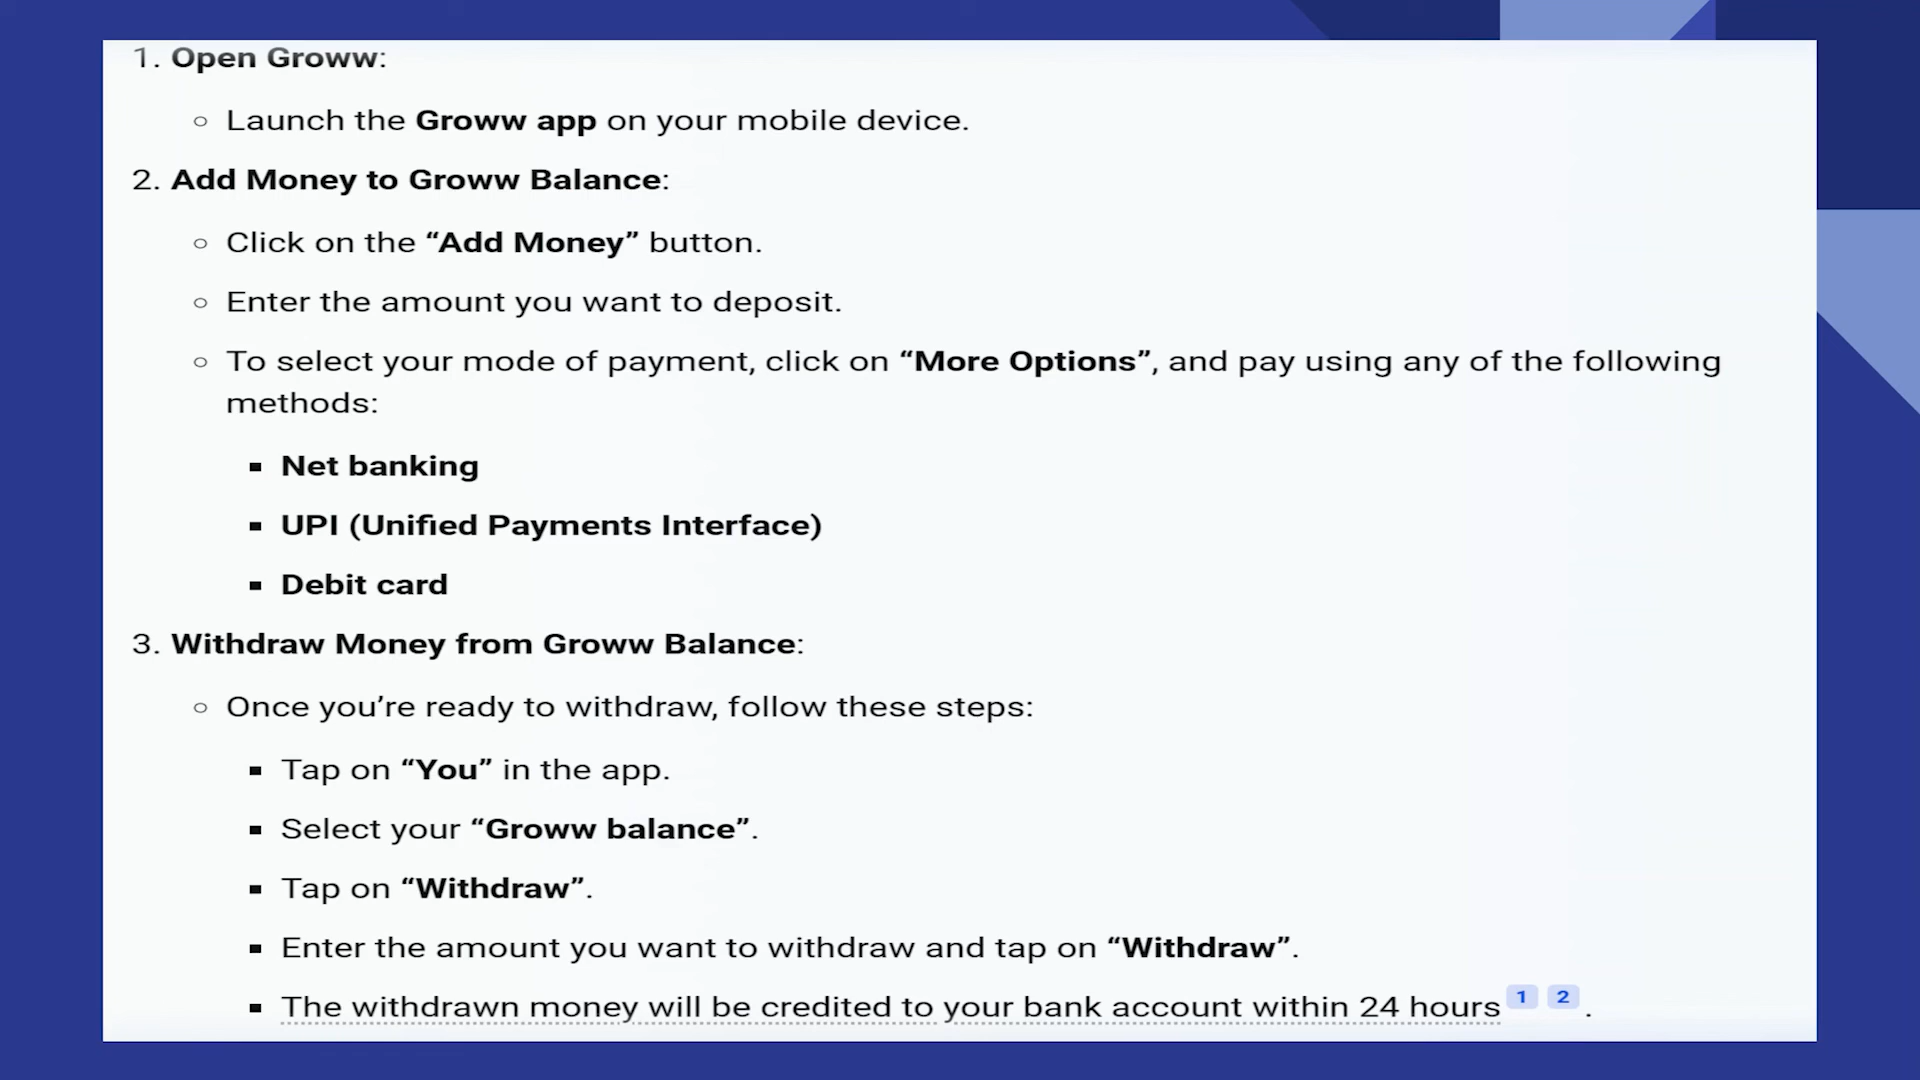 1. Open Groww:
○ Launch the Groww app on your mobile device.
2. Add Money to Groww Balance:
○ Click on the “Add Money” button.
○ Enter the amount you want to deposit.
○ To select your mode of payment, click on “More Options”, and pay using any of the following
methods:
▪ Net banking
▪ UPI (Unified Payments Interface)
▪ Debit card
3. Withdraw Money from Groww Balance:
○ Once you’re ready to withdraw, follow these steps:
▪ Tap on “You” in the app.
▪ Select your “Groww balance”.
▪ Tap on “Withdraw”.
▪ Enter the amount you want to withdraw and tap on “Withdraw”.
▪ The withdrawn money will be credited to your bank account within 24 hours 1 2 .